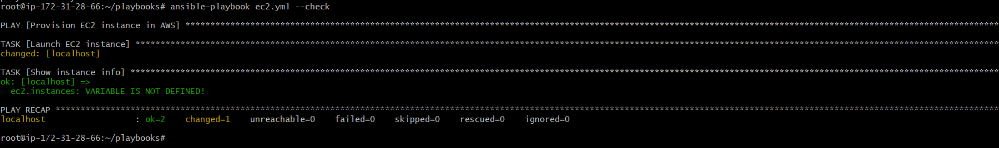 root@ip-172-31-28-66:~/playbooks# ansible-playbook ec2.yml --check
PLAY [Provision EC2 instance in AWS] *******************************************************************************************************************************************************************
TASK [Launch EC2 instance] *****************************************************************************************************************************************************************************
changed: [localhost]
TASK [Show instance info] ******************************************************************************************************************************************************************************
ok: [localhost] =>
  ec2.instances: VARIABLE IS NOT DEFINED!
PLAY RECAP *********************************************************************************************************************************************************************************************
localhost                  : ok=2    changed=1    unreachable=0    failed=0    skipped=0    rescued=0    ignored=0
root@ip-172-31-28-66:~/playbooks#